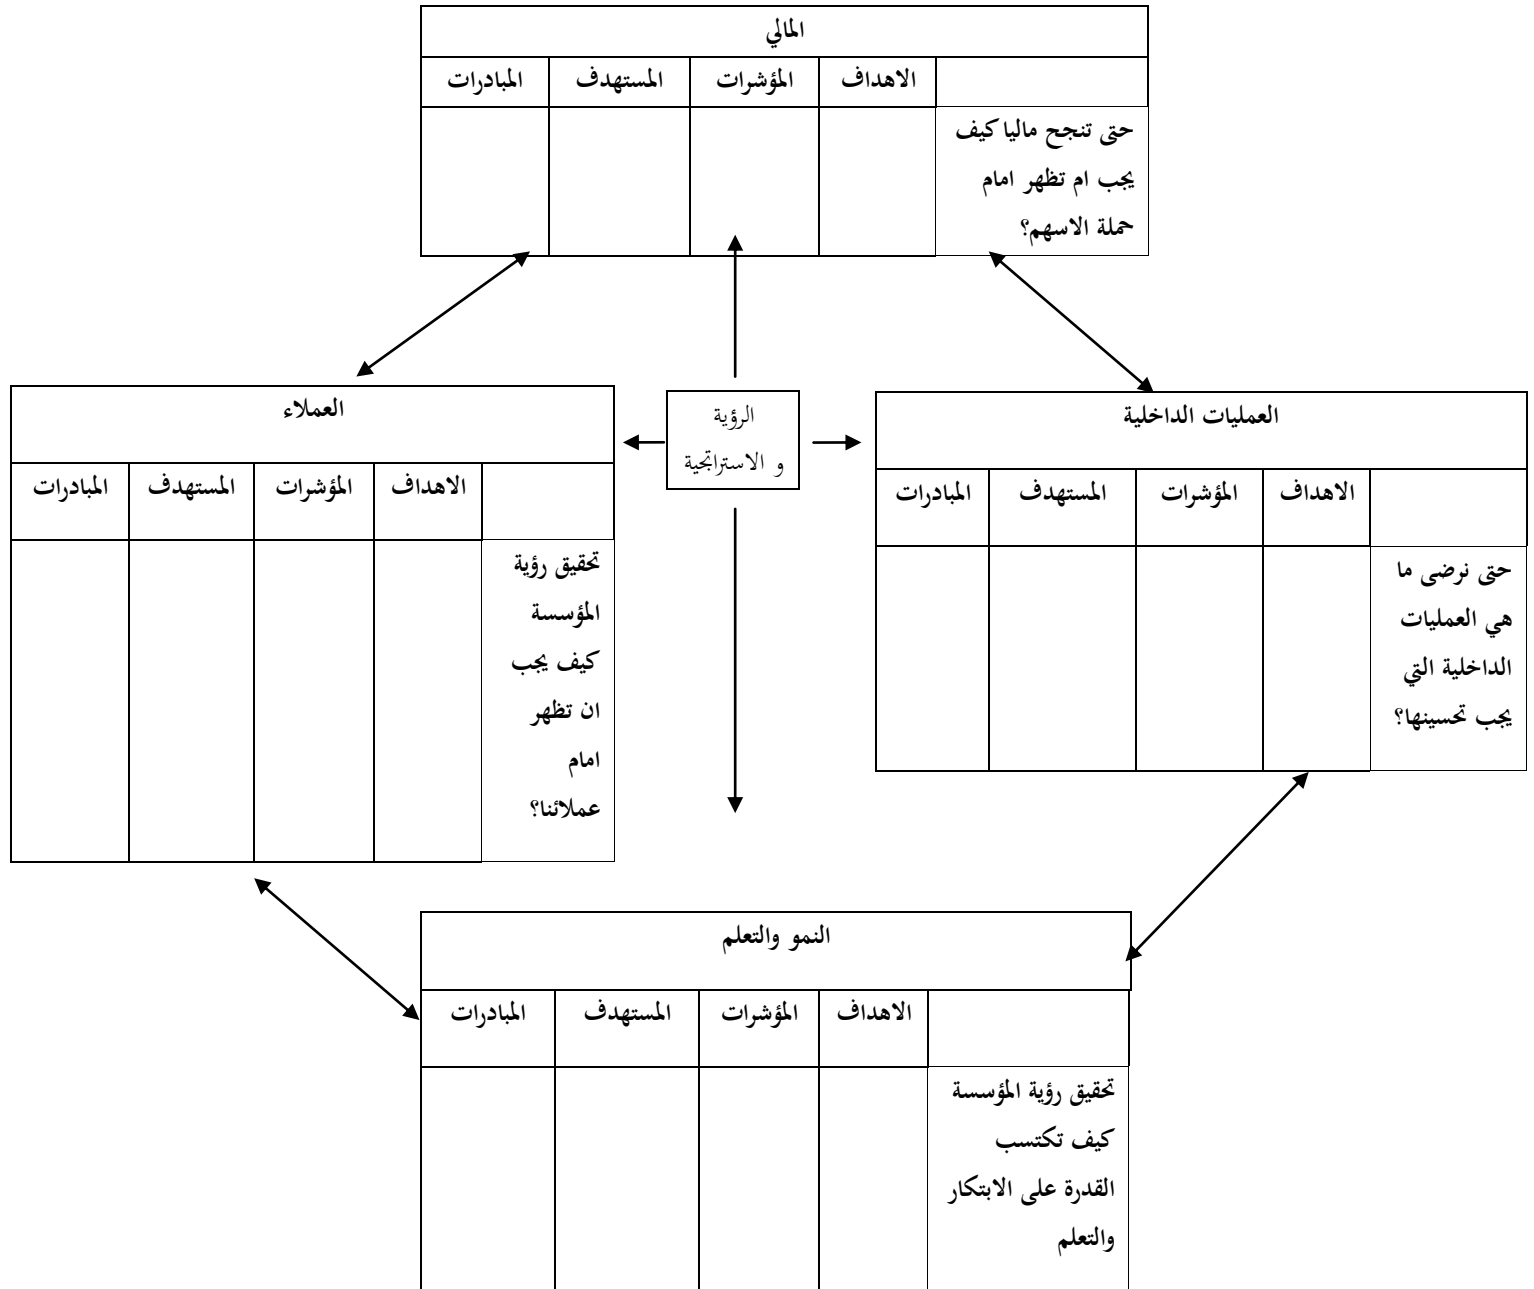 المالي
الاهداف المؤشرات المستهدف المبادرات
حتى تنجح ماليا كيف
يجب ام تظهر امام
حملة الاسهم؟
الرؤية
و الاستراتجية
العمليات الداخلية
الاهداف المؤشرات المستهدف المبادرات
حتى نرضى ما
هي العمليات
الداخلية التي
يجب تحسينها؟
العملاء
الاهداف المؤشرات المستهدف المبادرات
تحقيق رؤية
المؤسسة
كيف يجب
ان تظهر
امام
عملائنا؟
النمو والتعلم
الاهداف المؤشرات المستهدف المبادرات
تحقيق رؤية المؤسسة
كيف تكتسب
القدرة على الابتكار
والتعلم